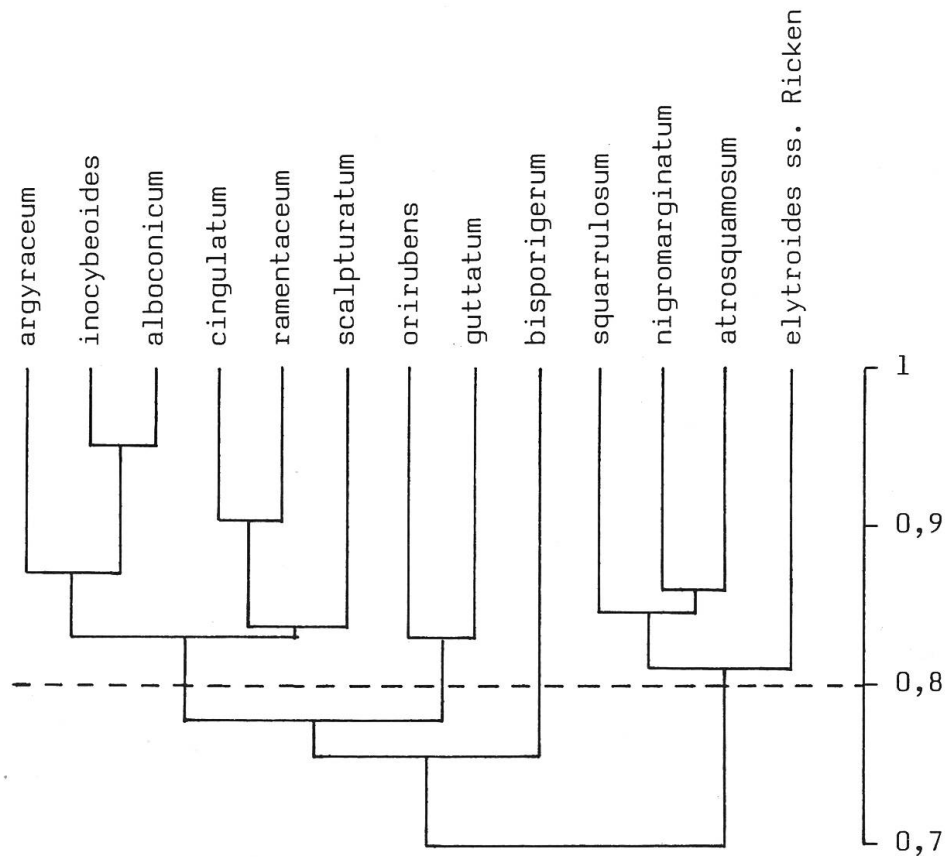 argyraceum
inocybeoides
alboconicum
cingulatum
ramentaceum
scalpturatum
orirubens
guttatum
bisporigerum
squarrulosum
nigromarginatum
atrosquamosum
elytroides ss. Ricken
1
0,9
0,8
0,7